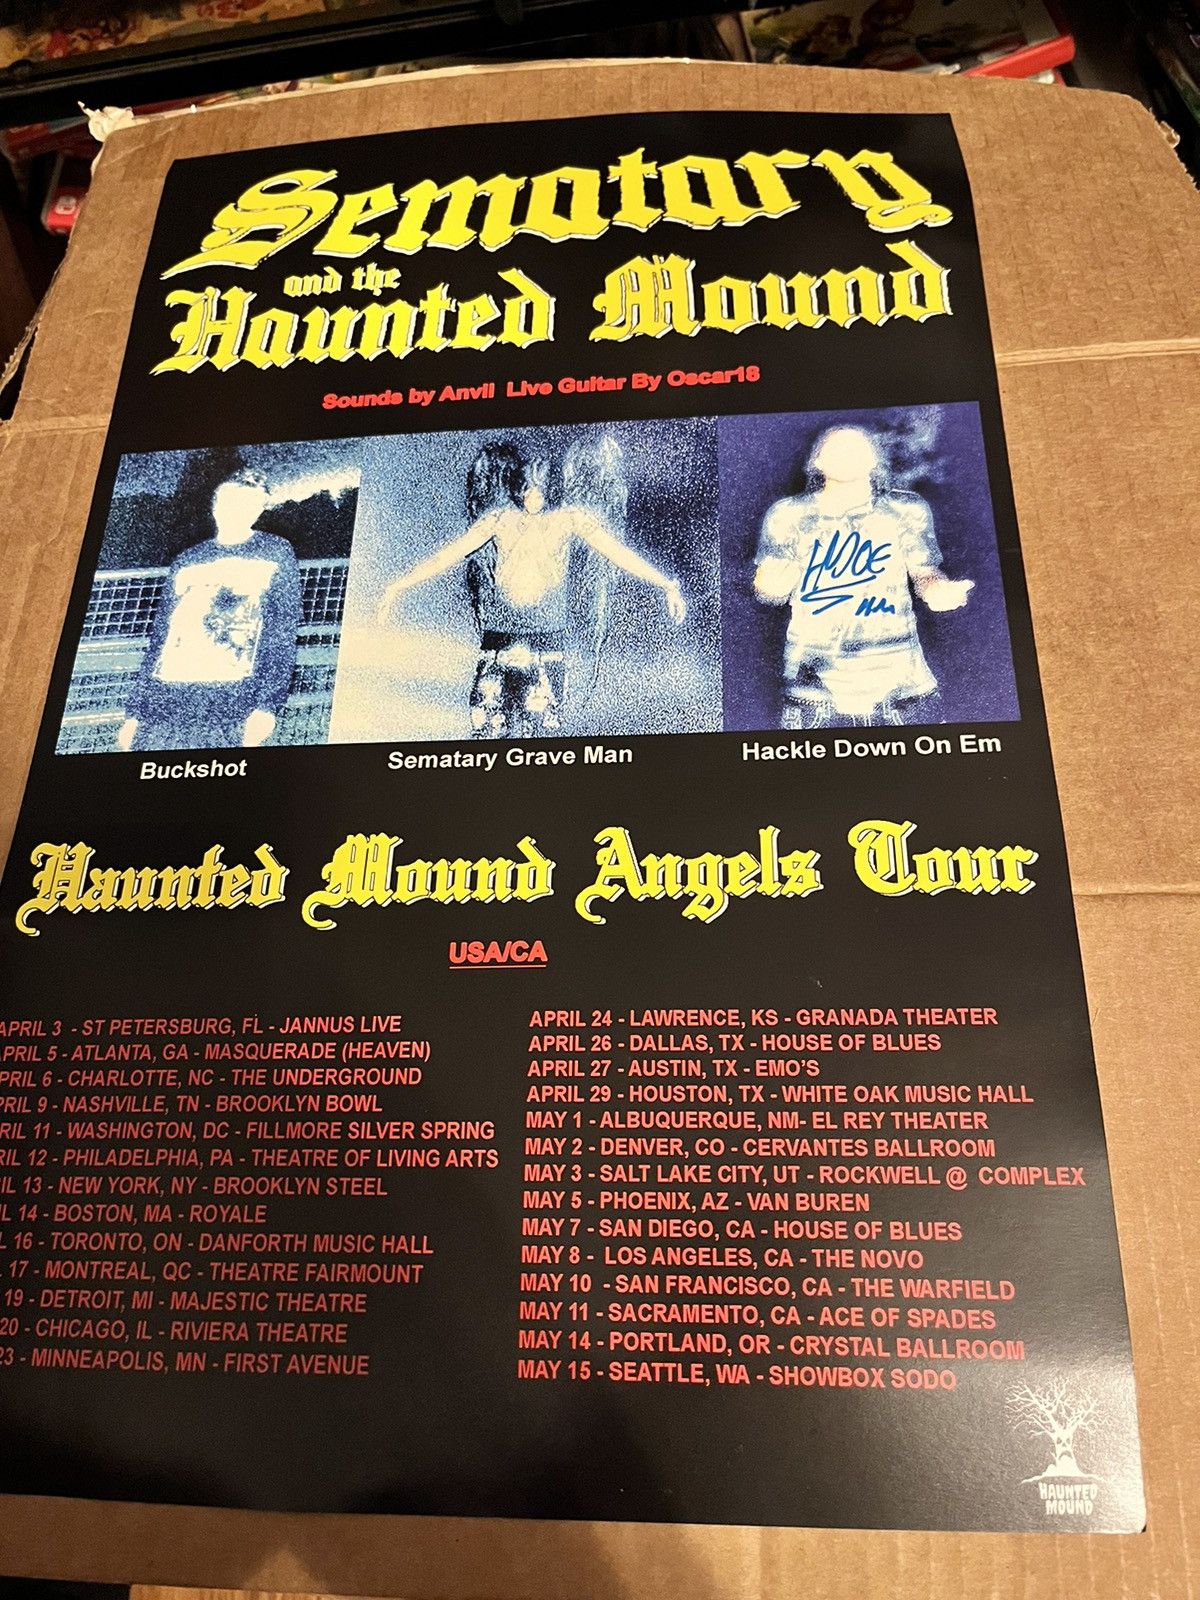 Sematary
and the
Haunted Mound
Sounds by Anvil Live Guitar By Oscar18
HDOE
Hm
Buckshot
Sematary Grave Man
Hackle Down On Em
Haunted Mound Angels Tour
USA/CA
APRIL 3 - ST PETERSBURG, FL - JANNUS LIVE
APRIL 5 - ATLANTA, GA - MASQUERADE (HEAVEN)
PRIL 6 - CHARLOTTE, NC - THE UNDERGROUND
PRIL 9 - NASHVILLE, TN - BROOKLYN BOWL
RIL 11 - WASHINGTON, DC - FILLMORE SILVER SPRING
RIL 12 - PHILADELPHIA, PA - THEATRE OF LIVING ARTS
IL 13 - NEW YORK, NY - BROOKLYN STEEL
L 14 - BOSTON, MA - ROYALE
L 16 - TORONTO, ON - DANFORTH MUSIC HALL
17 - MONTREAL, QC - THEATRE FAIRMOUNT
19 - DETROIT, MI - MAJESTIC THEATRE
20 - CHICAGO, IL - RIVIERA THEATRE
23 - MINNEAPOLIS, MN - FIRST AVENUE
APRIL 24 - LAWRENCE, KS - GRANADA THEATER
APRIL 26 - DALLAS, TX - HOUSE OF BLUES
APRIL 27 - AUSTIN, TX - EMO'S
APRIL 29 - HOUSTON, TX - WHITE OAK MUSIC HALL
MAY 1 - ALBUQUERQUE, NM- EL REY THEATER
MAY 2 - DENVER, CO - CERVANTES BALLROOM
MAY 3 - SALT LAKE CITY, UT - ROCKWELL @ COMPLEX
MAY 5 - PHOENIX, AZ - VAN BUREN
MAY 7 - SAN DIEGO, CA - HOUSE OF BLUES
MAY 8 - LOS ANGELES, CA - THE NOVO
MAY 10 - SAN FRANCISCO, CA - THE WARFIELD
MAY 11 - SACRAMENTO, CA - ACE OF SPADES
MAY 14 - PORTLAND, OR - CRYSTAL BALLROOM
MAY 15 - SEATTLE, WA - SHOWBOX SODO
HAUNTED
MOUND